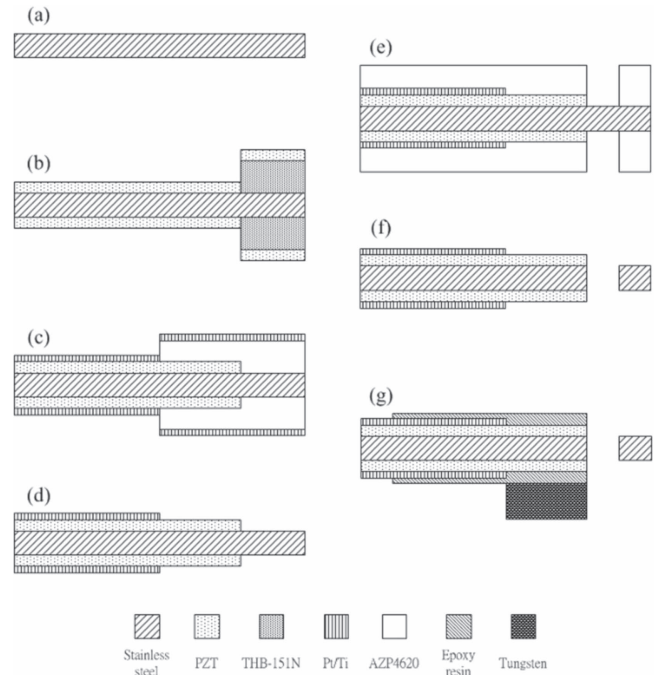 (a)
(b)
(c)
(d)
(e)
(f)
(g)
Stainless
steel
PZT
THB-151N
Pt/Ti
AZP4620
Epoxy
resin
Tungsten